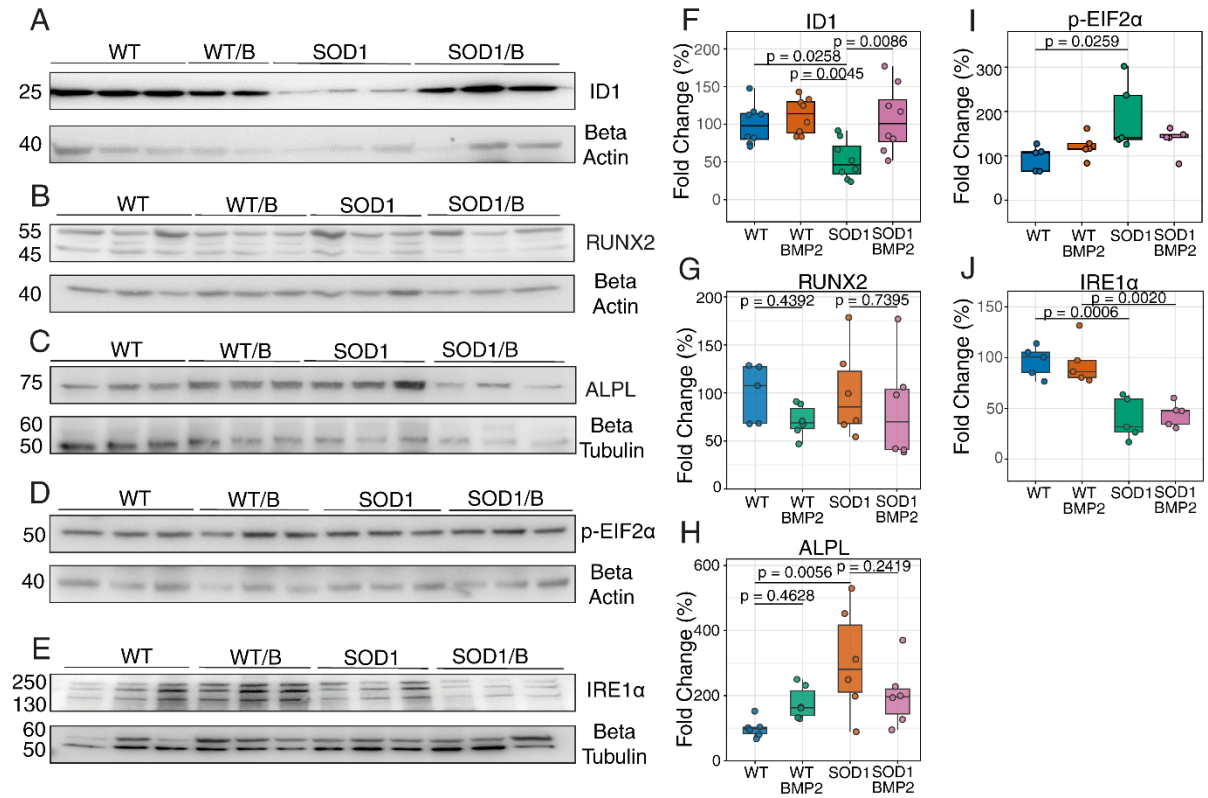 A
WT WT/B SOD1 SOD1/B
25 ID1
40 Beta
Actin
B
WT WT/B SOD1 SOD1/B
55
45 RUNX2
40 Beta
Actin
C
WT WT/B SOD1 SOD1/B
75 ALPL
60 Beta
50 Tubulin
D
WT WT/B SOD1 SOD1/B
50 p-EIF2α
40 Beta
Actin
E
WT WT/B SOD1 SOD1/B
250
130 IRE1α
60 Beta
50 Tubulin
F
ID1
Fold Change (%)
200
150
100
50
0
p = 0.0086
p = 0.0258
p = 0.0045
WT WT SOD1 SOD1
BMP2 BMP2
G
RUNX2
Fold Change (%)
200
150
100
50
0
p = 0.4392 p = 0.7395
WT WT SOD1 SOD1
BMP2 BMP2
H
ALPL
Fold Change (%)
600
400
200
0
p = 0.2419
p = 0.0056
p = 0.4628
WT WT SOD1 SOD1
BMP2 BMP2
I
p-EIF2α
Fold Change (%)
300
200
100
0
p = 0.0259
WT WT SOD1 SOD1
BMP2 BMP2
J
IRE1α
Fold Change (%)
150
100
50
0
p = 0.0020
p = 0.0006
WT WT SOD1 SOD1
BMP2 BMP2